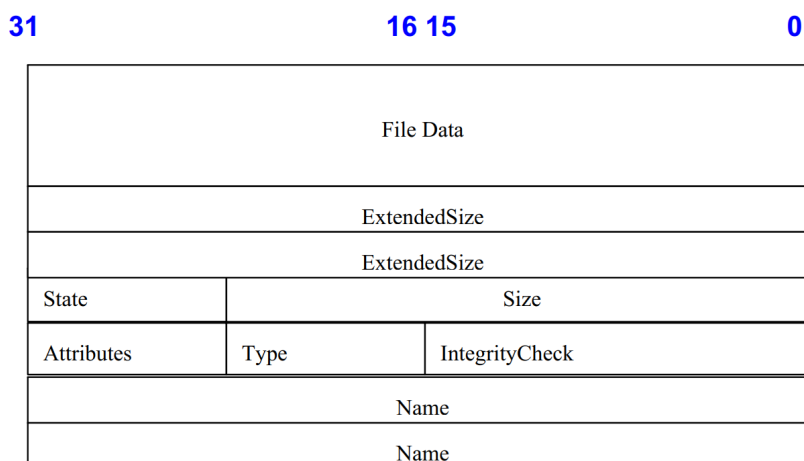 31 16 15 0
File Data
ExtendedSize
ExtendedSize
State Size
Attributes Type IntegrityCheck
Name
Name